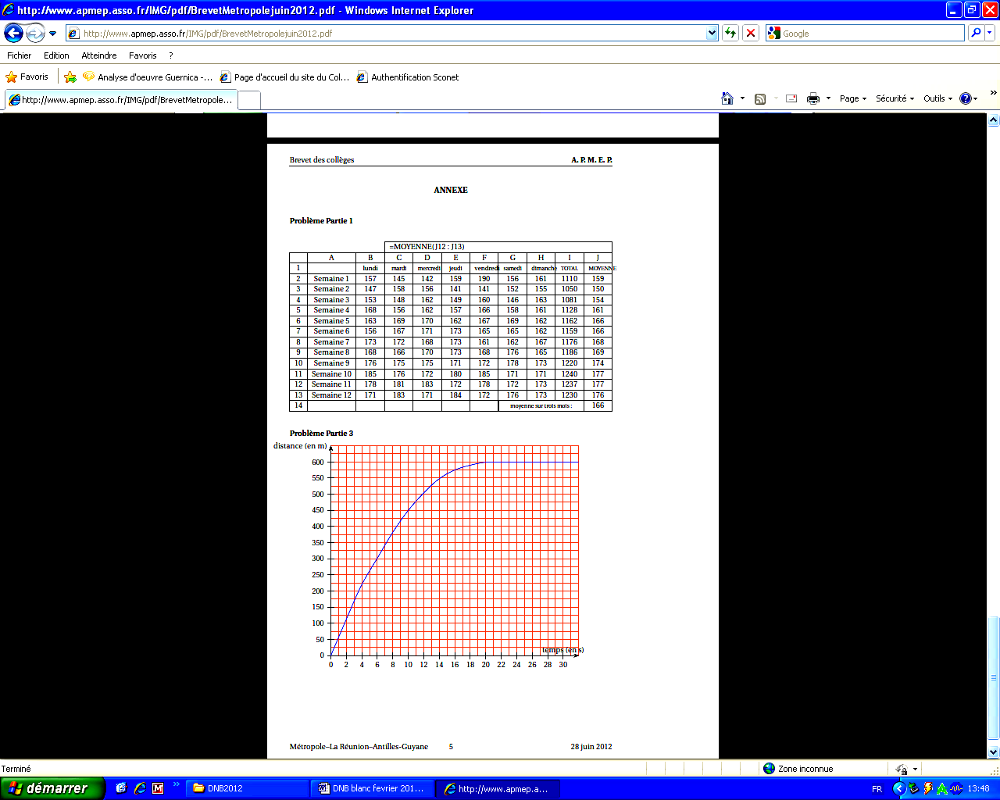 http://www.apmep.asso.fr/IMG/pdf/BrevetMetropolejuin2012.pdf - Windows Internet Explorer
http://www.apmep.asso.fr/IMG/pdf/BrevetMetropolejuin2012.pdf Google
Fichier Edition Atteindre Favoris ?
Favoris Analyse d'oeuvre Guernica -... Page d'accueil du site du Col... Authentification Sconet
http://www.apmep.asso.fr/IMG/pdf/BrevetMetropole... Page Sécurité Outils »
Brevet des collèges A. P. M. E. P.
ANNEXE
Problème Partie 1
=MOYENNE(J12 : J13)
A B C D E F G H I J
1 lundi mardi mercredi jeudi vendredi samedi dimanche TOTAL MOYENNE
2 Semaine 1 157 145 142 159 190 156 161 1110 159
3 Semaine 2 147 158 156 141 141 152 155 1050 150
4 Semaine 3 153 148 162 149 160 146 163 1081 154
5 Semaine 4 168 156 162 157 166 158 161 1128 161
6 Semaine 5 163 169 170 162 167 169 162 1162 166
7 Semaine 6 156 167 171 173 165 165 162 1159 166
8 Semaine 7 173 172 168 173 161 162 167 1176 168
9 Semaine 8 168 166 170 173 168 176 165 1186 169
10 Semaine 9 176 175 175 171 172 178 173 1220 174
11 Semaine 10 185 176 172 180 185 171 171 1240 177
12 Semaine 11 178 181 183 172 178 172 173 1237 177
13 Semaine 12 171 183 171 184 172 176 173 1230 176
14 moyenne sur trois mois : 166
Problème Partie 3
distance (en m)
600
550
500
450
400
350
300
250
200
150
100
50
0
temps (en s)
0 2 4 6 8 10 12 14 16 18 20 22 24 26 28 30
Métropole–La Réunion–Antilles-Guyane 5 28 juin 2012
Terminé Zone inconnue
démarrer » DNB2012 DNB blanc fevrier 201... http://www.apmep.a... FR 13:48